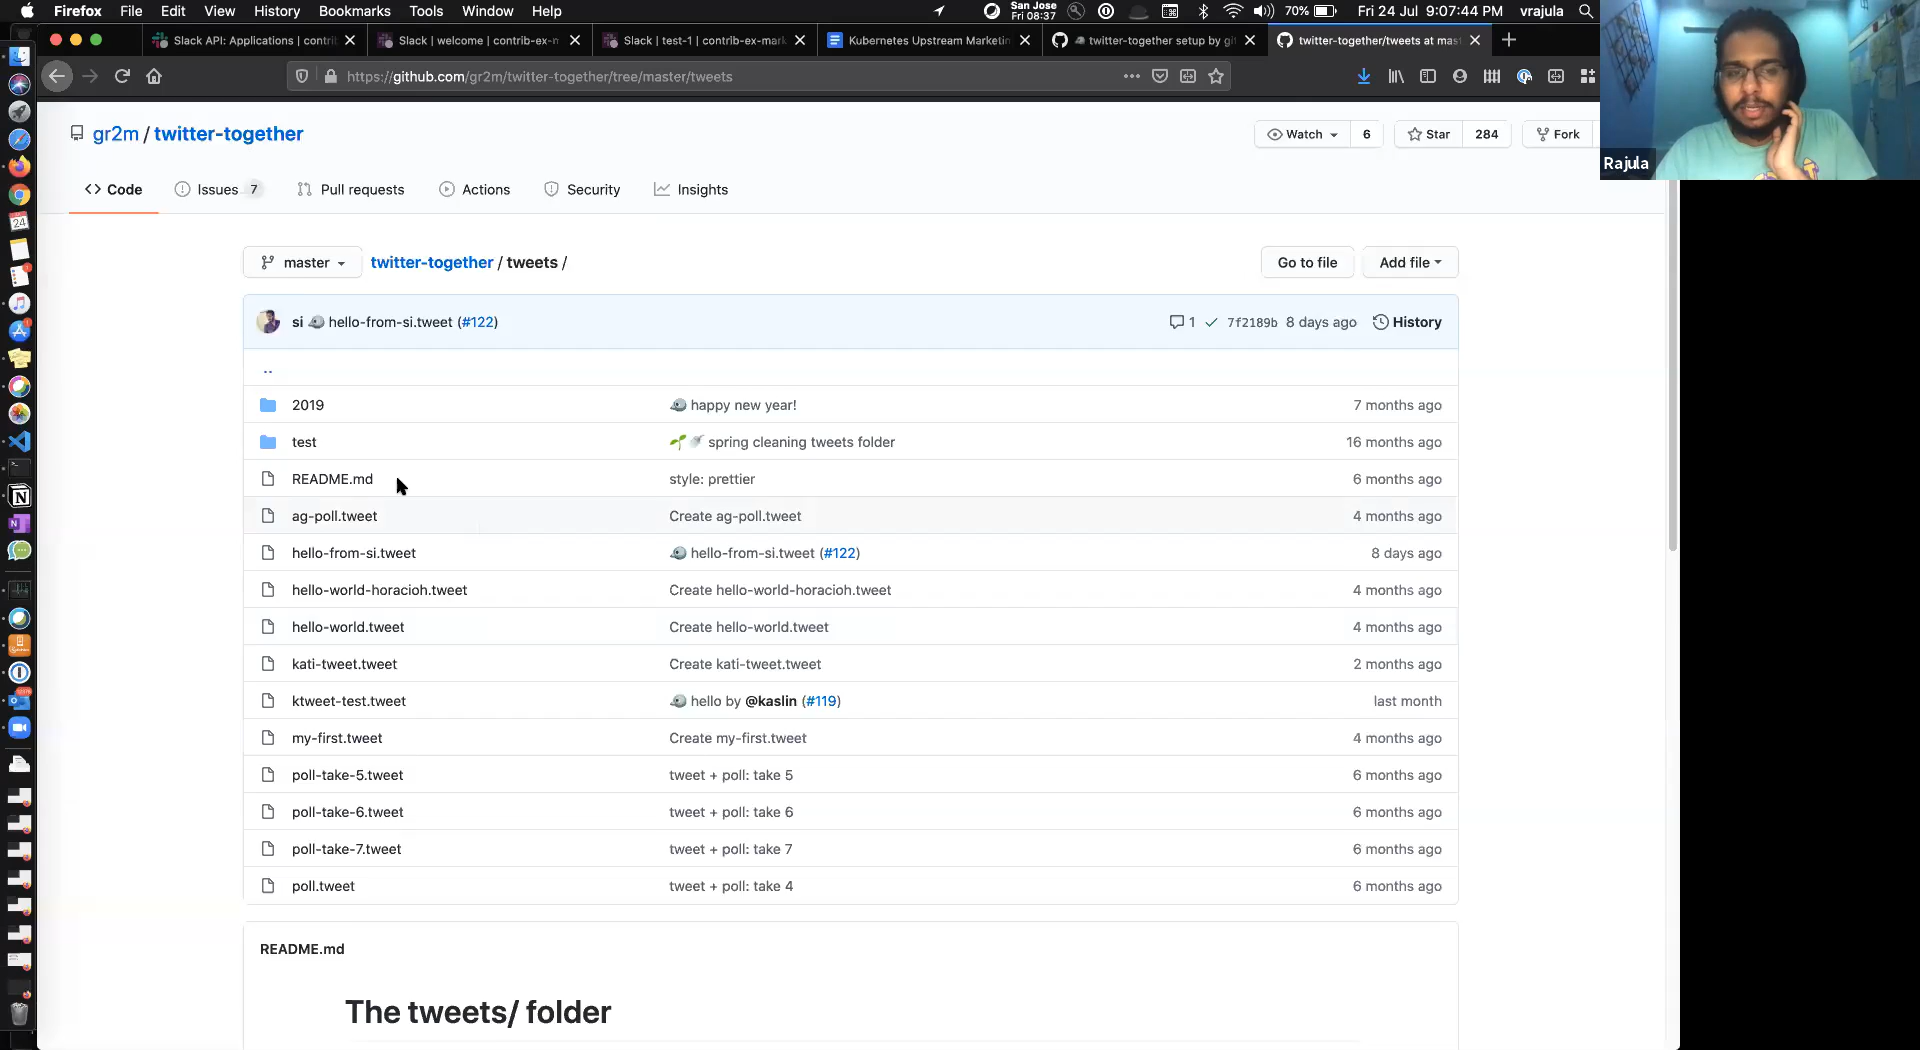 Firefox File Edit View History Bookmarks Tools Window Help
San Jose
Fri 08:37
70% Fri 24 Jul 9:07:44 PM vrajula
Slack API: Applications | contri
Slack | welcome | contrib-ex-m
Slack | test-1 | contrib-ex-mark
Kubernetes Upstream Marketin
twitter-together setup by git
twitter-together/tweets at mas
https://github.com/gr2m/twitter-together/tree/master/tweets
Rajula
gr2m / twitter-together
Watch 6 Star 284 Fork
Code Issues 7 Pull requests Actions Security Insights
master twitter-together / tweets / Go to file Add file
si hello-from-si.tweet (#122) 1 7f2189b 8 days ago History
..
2019 happy new year! 7 months ago
test spring cleaning tweets folder 16 months ago
README.md style: prettier 6 months ago
ag-poll.tweet Create ag-poll.tweet 4 months ago
hello-from-si.tweet hello-from-si.tweet (#122) 8 days ago
hello-world-horacioh.tweet Create hello-world-horacioh.tweet 4 months ago
hello-world.tweet Create hello-world.tweet 4 months ago
kati-tweet.tweet Create kati-tweet.tweet 2 months ago
ktweet-test.tweet hello by @kaslin (#119) last month
my-first.tweet Create my-first.tweet 4 months ago
poll-take-5.tweet tweet + poll: take 5 6 months ago
poll-take-6.tweet tweet + poll: take 6 6 months ago
poll-take-7.tweet tweet + poll: take 7 6 months ago
poll.tweet tweet + poll: take 4 6 months ago
README.md
The tweets/ folder